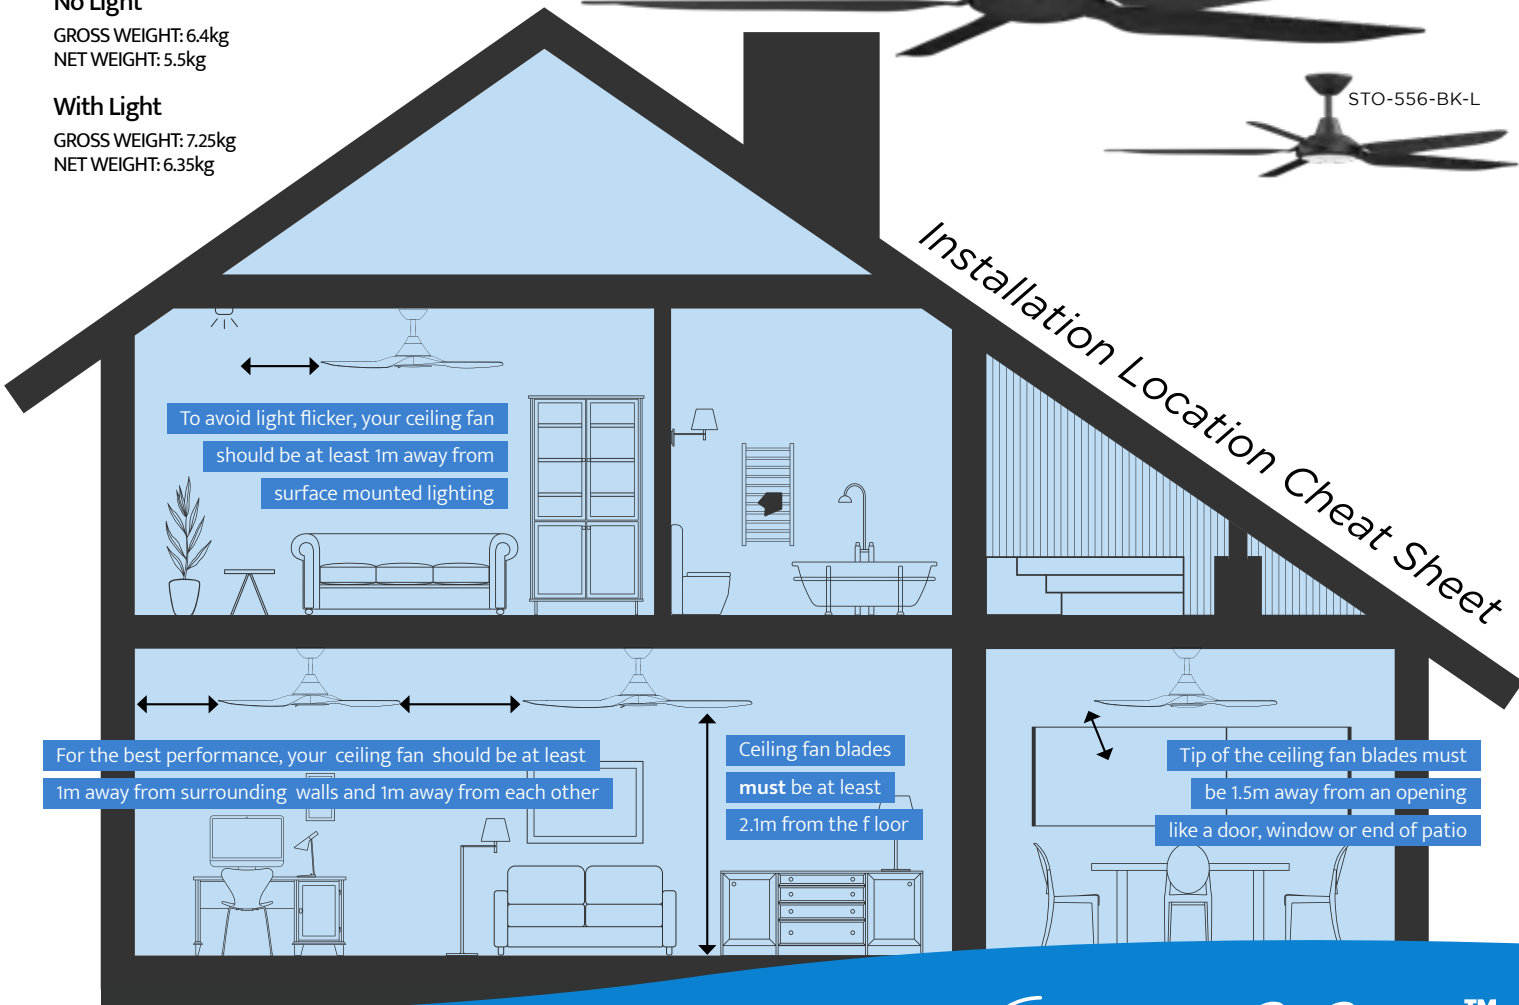 No Light
GROSS WEIGHT: 6.4kg
NET WEIGHT: 5.5kg
With Light
GROSS WEIGHT: 7.25kg
NET WEIGHT: 6.35kg
STO-556-BK-L
Installation Location Cheat Sheet
To avoid light flicker, your ceiling fan
should be at least 1m away from
surface mounted lighting
For the best performance, your ceiling fan should be at least
1m away from surrounding walls and 1m away from each other
Ceiling fan blades
must be at least
2.1m from the f loor
Tip of the ceiling fan blades must
be 1.5m away from an opening
like a door, window or end of patio
TM